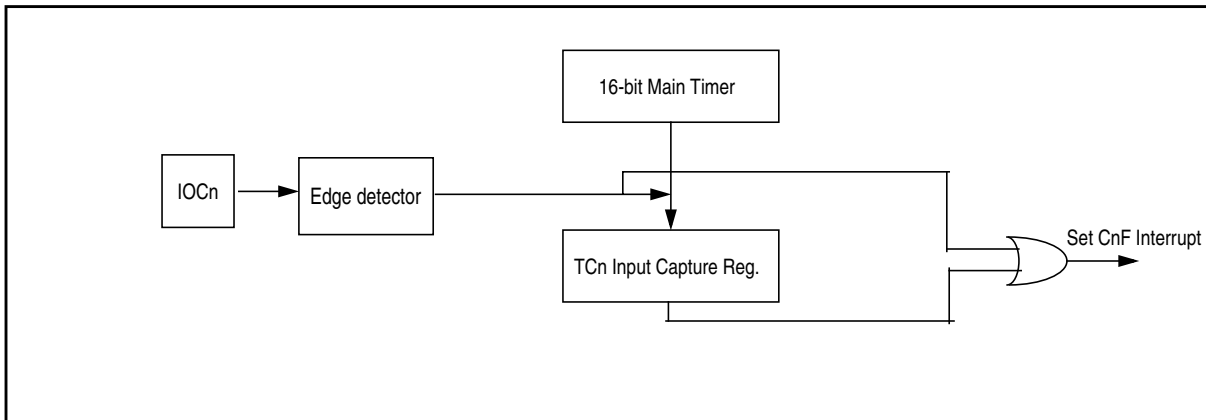 16-bit Main Timer
IOCn
Edge detector
TCn Input Capture Reg.
Set CnF Interrupt